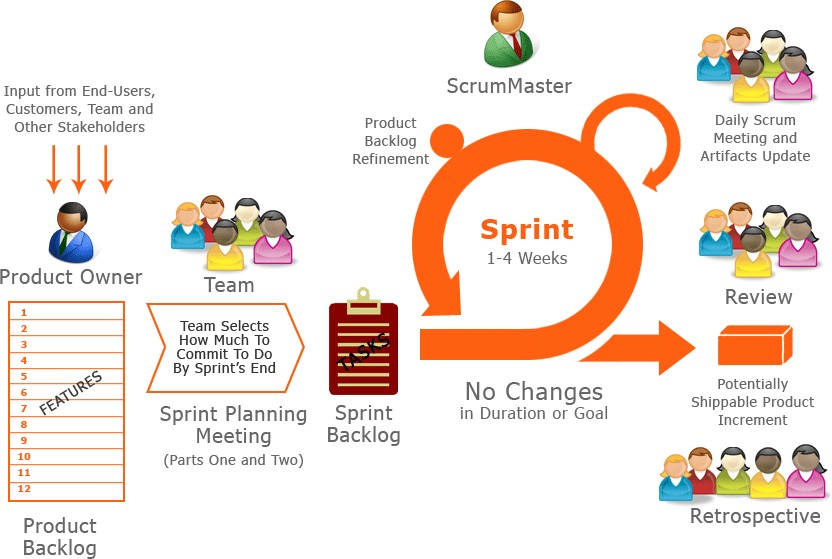 Input from End-Users,
Customers, Team and
Other Stakeholders
Product Owner
1
2
3
4
5
6
7
8
9
10
11
12
FEATURES
Product
Backlog
Team
Team Selects
How Much To
Commit To Do
By Sprint's End
Sprint Planning
Meeting
(Parts One and Two)
TASKS
Sprint
Backlog
ScrumMaster
Product
Backlog
Refinement
Sprint
1-4 Weeks
No Changes
in Duration or Goal
Daily Scrum
Meeting and
Artifacts Update
Review
Potentially
Shippable Product
Increment
Retrospective